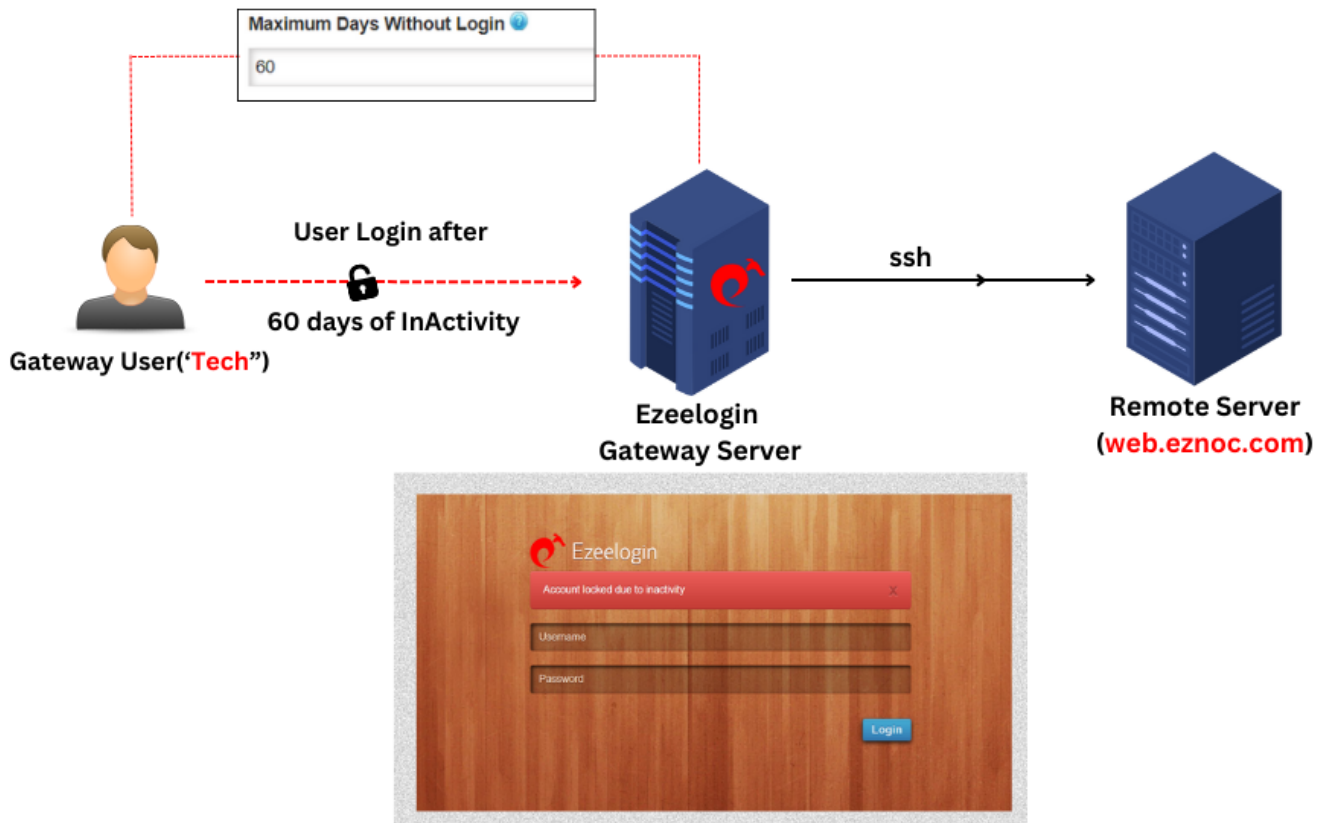 Maximum Days Without Login
60
User Login after
60 days of InActivity
Gateway User(‘Tech”)
ssh
Ezeelogin
Gateway Server
Remote Server
(web.eznoc.com)
Ezeelogin
Account locked due to inactivity X
Username
Password
Login